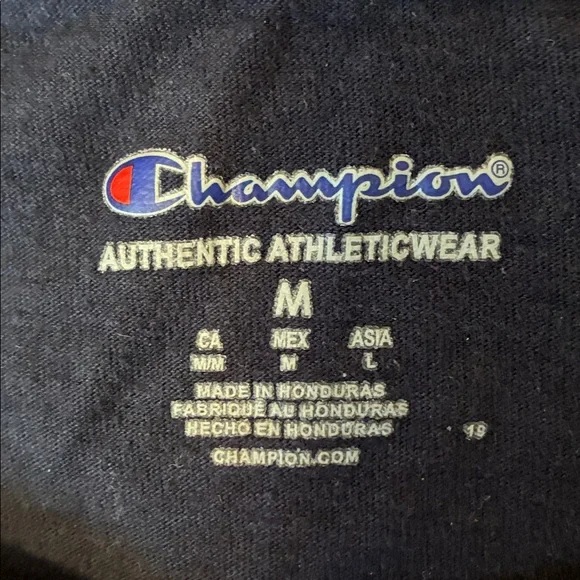 Champion®
AUTHENTIC ATHLETICWEAR
M
CA MEX ASIA
M/M M L
MADE IN HONDURAS
FABRIQUÉ AU HONDURAS
HECHO EN HONDURAS 19
CHAMPION.COM